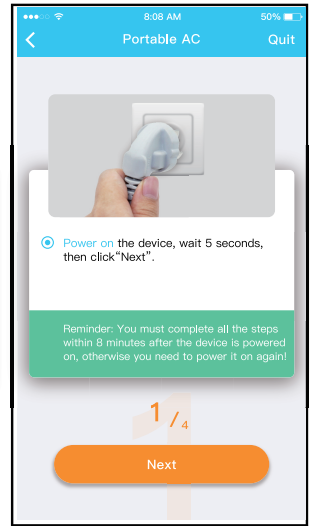 8:08 AM
50%
Portable AC
Quit
Power on the device, wait 5 seconds,
then click“Next”.
Reminder: You must complete all the steps
within 8 minutes after the device is powered
on, otherwise you need to power it on again!
1/4
Next